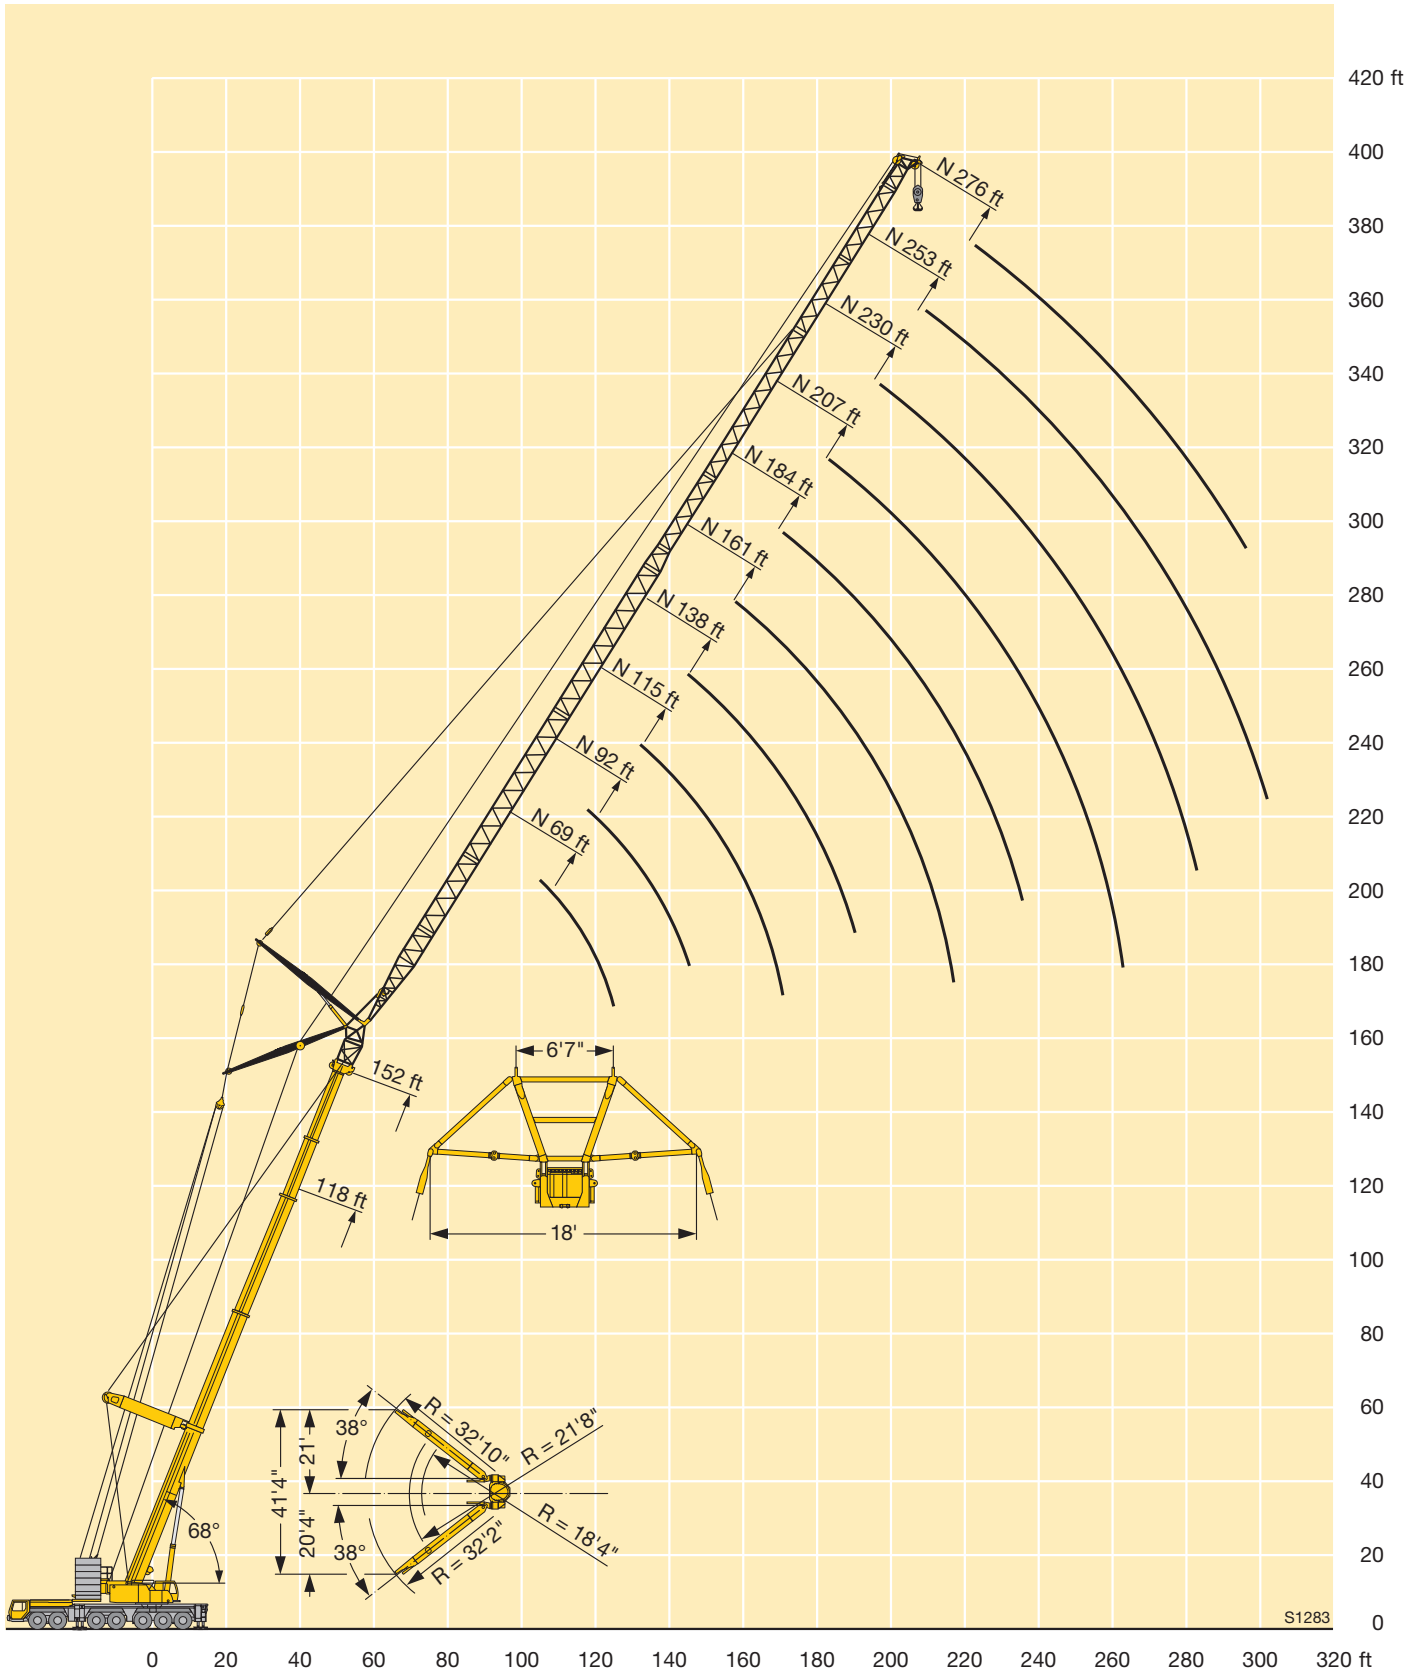 420 ft
400
380
360
340
320
300
280
260
240
220
200
180
160
140
120
100
80
60
40
20
0
N 276 ft
N 253 ft
N 230 ft
N 207 ft
N 184 ft
N 161 ft
N 138 ft
N 115 ft
N 92 ft
N 69 ft
152 ft
118 ft
6'7"
18'
38°
21'
41'4"
20'4"
38°
R = 32'10"
R = 21'8"
R = 18'4"
R = 32'2"
68°
S1283
0 20 40 60 80 100 120 140 160 180 200 220 240 260 280 300 320 ft